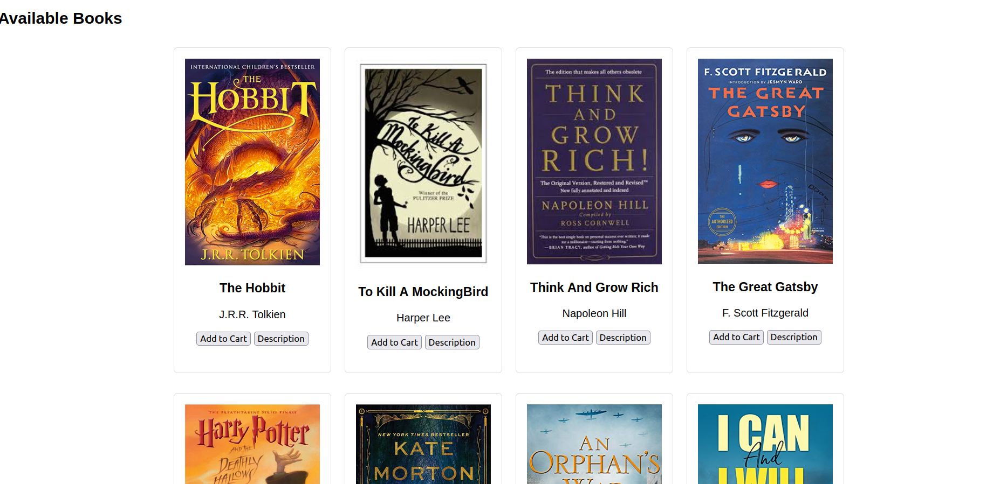 Available Books
INTERNATIONAL CHILDREN'S BESTSELLER
THE
HOBBIT
J.R.R. TOLKIEN
The Hobbit
J.R.R. Tolkien
Add to Cart
Description
To Kill A
Mockingbird
Winner of the
PULITZER PRIZE
HARPER LEE
To Kill A MockingBird
Harper Lee
Add to Cart
Description
The edition that makes all others obsolete
THINK
AND
GROW
RICH!
The Original Version, Restored and Revised™
Now fully annotated and indexed
NAPOLEON HILL
Compiled by
ROSS CORNWELL
"This is the best single book on personal success ever written; it made
me a millionaire—starting from nothing."
—BRIAN TRACY, author of Getting Rich Your Own Way
Think And Grow Rich
Napoleon Hill
Add to Cart
Description
F. SCOTT FITZGERALD
INTRODUCTION BY JESMYN WARD
THE GREAT
GATSBY
THE
AUTHORIZED
EDITION
The Great Gatsby
F. Scott Fitzgerald
Add to Cart
Description
THE BREATHTAKING SERIES FINALE
Harry Potter
AND THE
DEATHLY
HALLOWS
NEW YORK TIMES BESTSELLER
KATE
MORTON
AN
ORPHAN'S
WAR
I CAN
And
I WILL